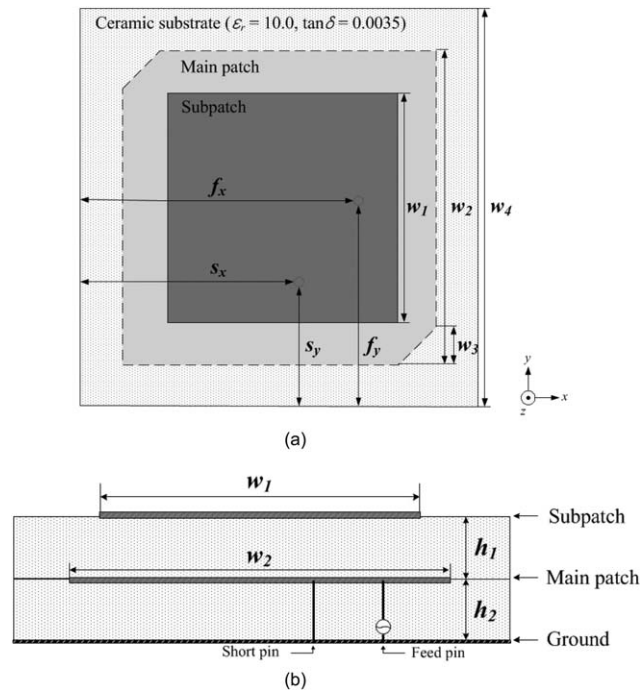 Ceramic substrate (εr = 10.0, tanδ = 0.0035)
Main patch
Subpatch
fx
w1
w2
w4
sx
sy
fy
w3
y
z
x
(a)
w1
Subpatch
h1
w2
Main patch
h2
Ground
Short pin
Feed pin
(b)